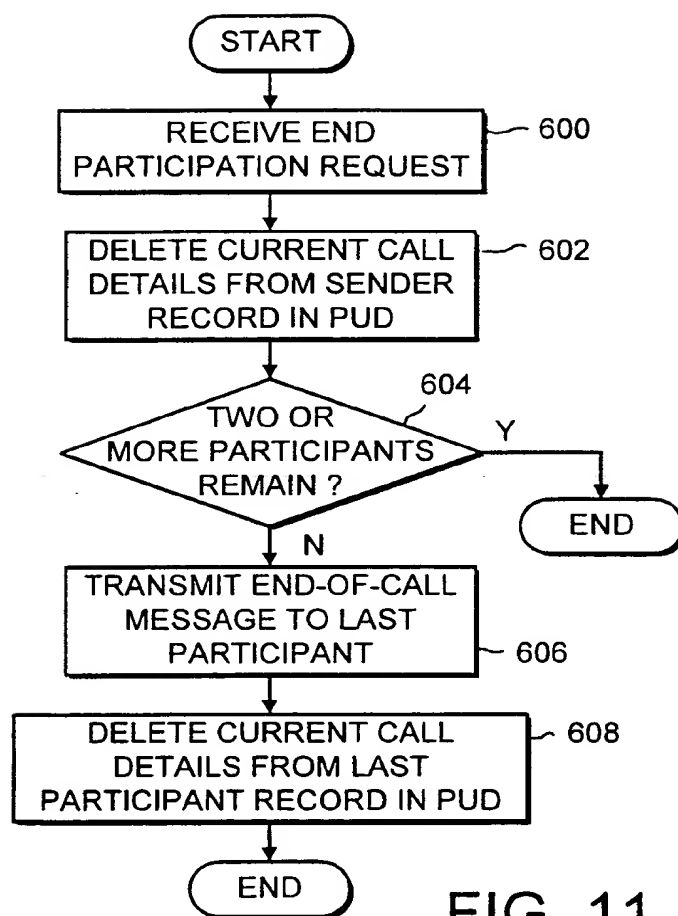 START
RECEIVE END
PARTICIPATION REQUEST
600
DELETE CURRENT CALL
DETAILS FROM SENDER
RECORD IN PUD
602
TWO OR
MORE PARTICIPANTS
REMAIN ?
604
Y
END
N
TRANSMIT END-OF-CALL
MESSAGE TO LAST
PARTICIPANT
606
DELETE CURRENT CALL
DETAILS FROM LAST
PARTICIPANT RECORD IN PUD
608
END
FIG. 11